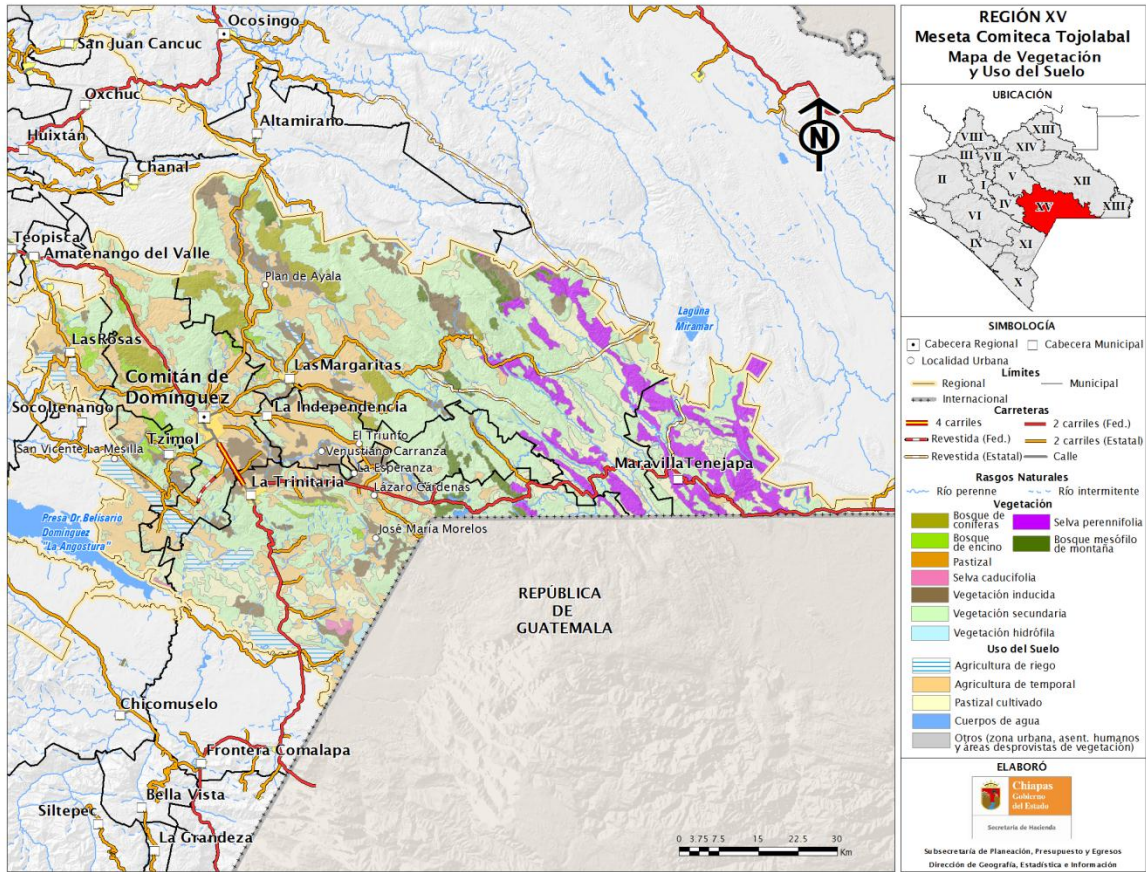 Ocosingo
San Juan Cancuc
Oxchuc
Altamirano
Huixtán
Chanal
Teopisca
Amatenango del Valle
Plan de Ayala
Laguna
Miramar
LasRosas
LasMargaritas
Comitán de
Domínguez
Socoltenango
La Independencia
Tzimol
El Triunfo
San Vicente La Mesilla
Venustiano Carranza
La Esperanza
MaravillaTenejapa
La Trinitaria
Lázaro Cárdenas
Presa Dr.Belisario
Domínguez
"La Angostura"
José María Morelos
REPÚBLICA
DE
GUATEMALA
Chicomuselo
Frontera Comalapa
Bella Vista
Siltepec
La Grandeza
0 3.75 7.5 15 22.5 30
Km
N
REGIÓN XV
Meseta Comiteca Tojolabal
Mapa de Vegetación
y Uso del Suelo
UBICACIÓN
VIII
XIII
III
VII
XIV
II
I
V
XII
IV
XV
XIII
VI
IX
XI
X
SIMBOLOGÍA
Cabecera Regional
Cabecera Municipal
Localidad Urbana
Límites
Regional
Municipal
Internacional
Carreteras
4 carriles
2 carriles (Fed.)
Revestida (Fed.)
2 carriles (Estatal)
Revestida (Estatal)
Calle
Rasgos Naturales
Río perenne
Río intermitente
Vegetación
Bosque de
coníferas
Selva perennifolia
Bosque
de encino
Bosque mesófilo
de montaña
Pastizal
Selva caducifolia
Vegetación inducida
Vegetación secundaria
Vegetación hidrófila
Uso del Suelo
Agricultura de riego
Agricultura de temporal
Pastizal cultivado
Cuerpos de agua
Otros (zona urbana, asent. humanos
y áreas desprovistas de vegetación)
ELABORÓ
Chiapas
Gobierno
del Estado
Secretaría de Hacienda
Subsecretaría de Planeación, Presupuesto y Egresos
Dirección de Geografía, Estadística e Información